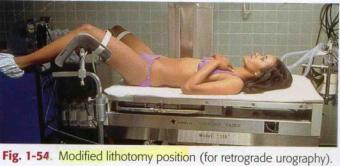 Fig. 1-54. Modified lithotomy position (for retrograde urography).